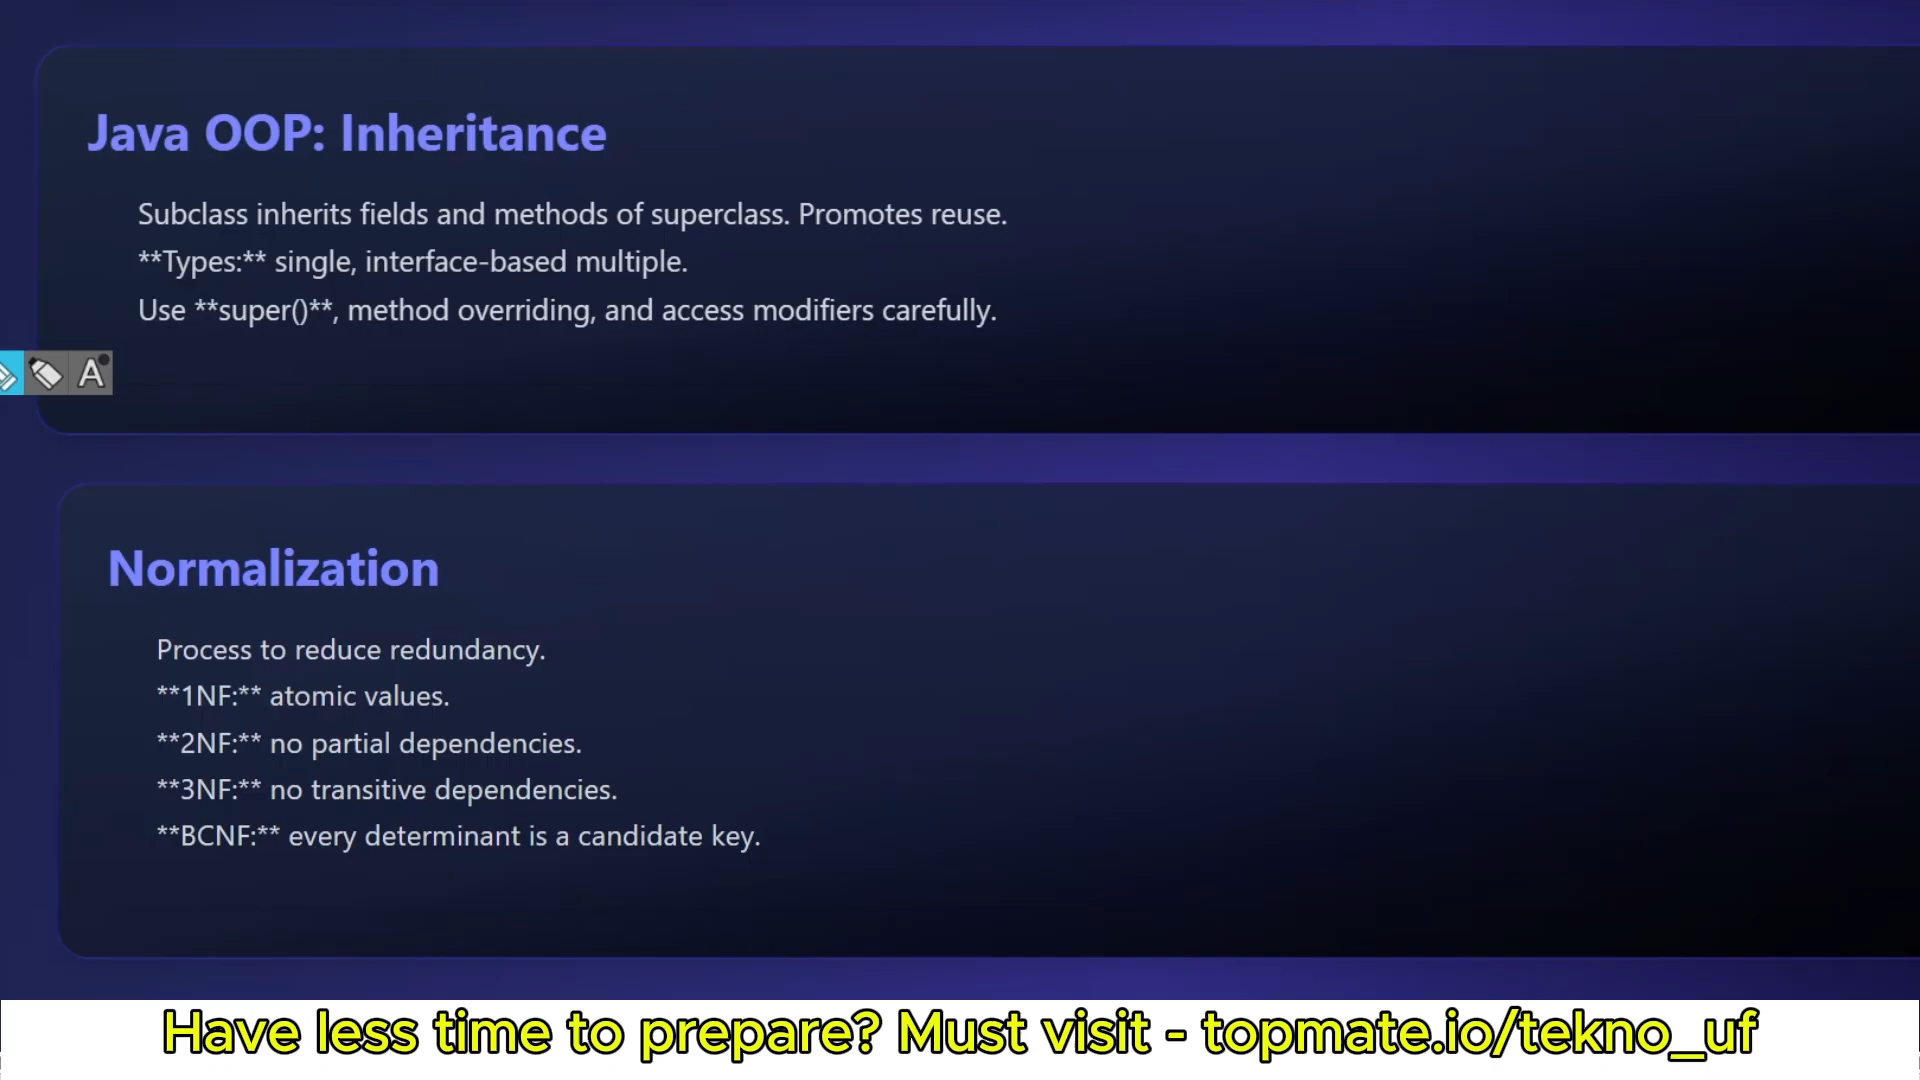 Java OOP: Inheritance
Subclass inherits fields and methods of superclass. Promotes reuse.
**Types:** single, interface-based multiple.
Use **super()**, method overriding, and access modifiers carefully.
A
Normalization
Process to reduce redundancy.
**1NF:** atomic values.
**2NF:** no partial dependencies.
**3NF:** no transitive dependencies.
**BCNF:** every determinant is a candidate key.
Have less time to prepare? Must visit - topmate.io/tekno_uf